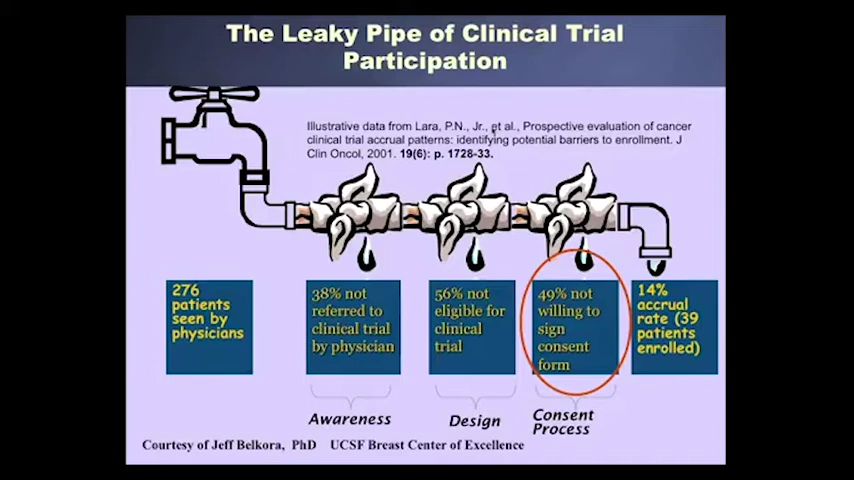 The Leaky Pipe of Clinical Trial
Participation
Illustrative data from Lara, P.N., Jr., et al., Prospective evaluation of cancer
clinical trial accrual patterns: identifying potential barriers to enrollment. J
Clin Oncol, 2001. 19(6): p. 1728-33.
276
patients
seen by
physicians
38% not
referred to
clinical trial
by physician
56% not
eligible for
clinical
trial
49% not
willing to
sign
consent
form
14%
accrual
rate (39
patients
enrolled)
Awareness
Design
Consent
Process
Courtesy of Jeff Belkora, PhD UCSF Breast Center of Excellence